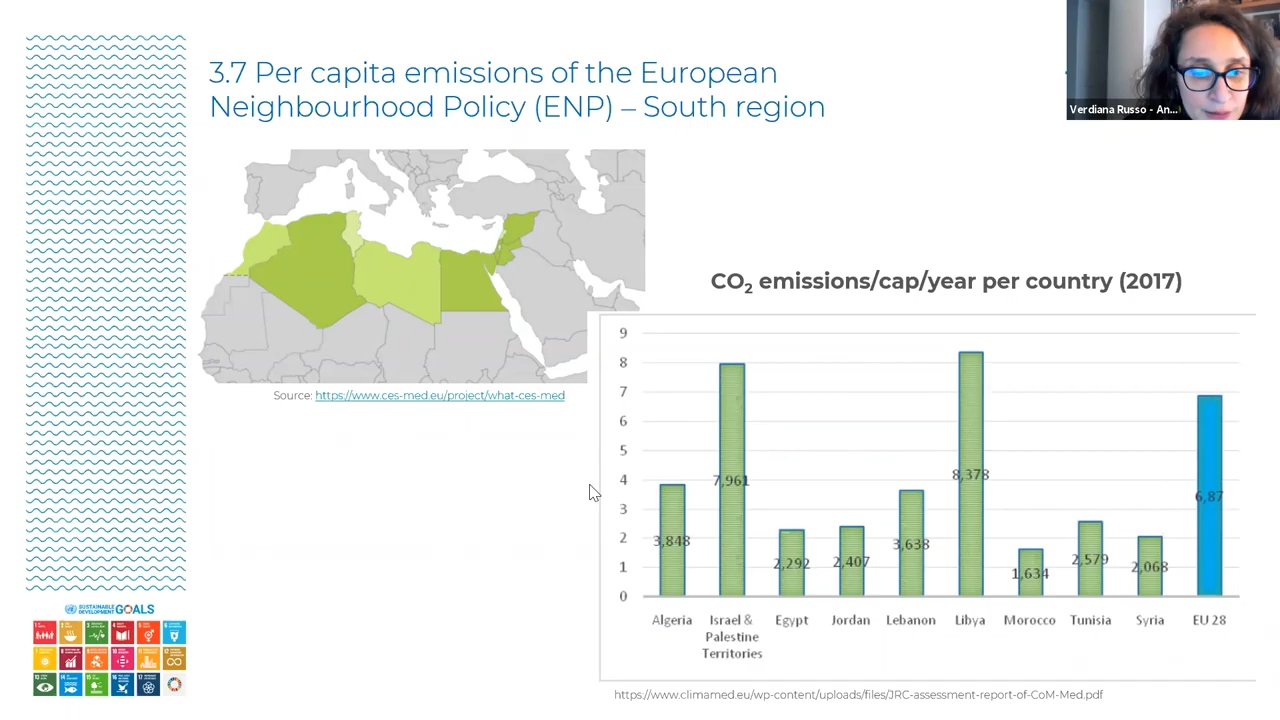 3.7 Per capita emissions of the European
Neighbourhood Policy (ENP) – South region
Verdiana Russo - An...
Source: https://www.ces-med.eu/project/what-ces-med
CO2 emissions/cap/year per country (2017)
9
8
7
6
5
4
3
2
1
0
3,848
7,961
2,292
2,407
3,638
8,378
1,634
2,579
2,068
6,87
Algeria
Israel & Palestine Territories
Egypt
Jordan
Lebanon
Libya
Morocco
Tunisia
Syria
EU 28
SUSTAINABLE DEVELOPMENT GOALS
https://www.climamed.eu/wp-content/uploads/files/JRC-assessment-report-of-CoM-Med.pdf